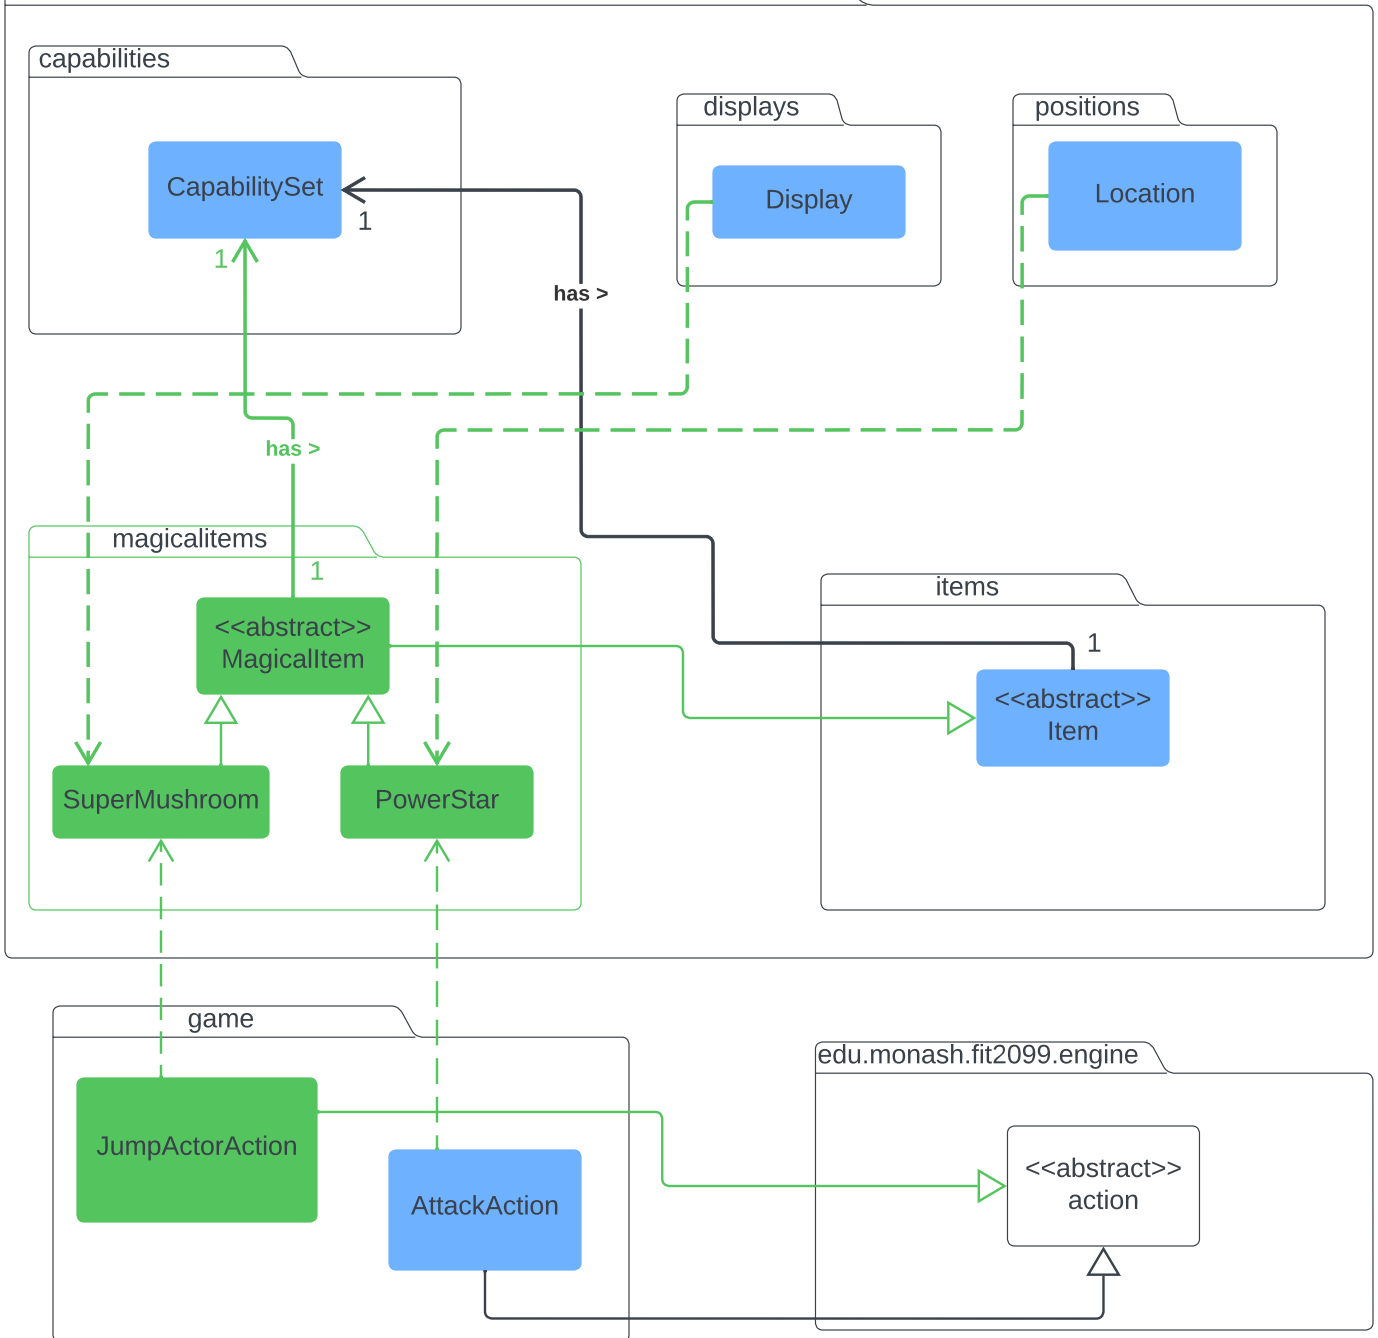 capabilities
displays
positions
CapabilitySet
Display
Location
1
1
has >
has >
magicalitems
1
items
<<abstract>>
MagicalItem
1
<<abstract>>
Item
SuperMushroom
PowerStar
game
edu.monash.fit2099.engine
JumpActorAction
<<abstract>>
action
AttackAction